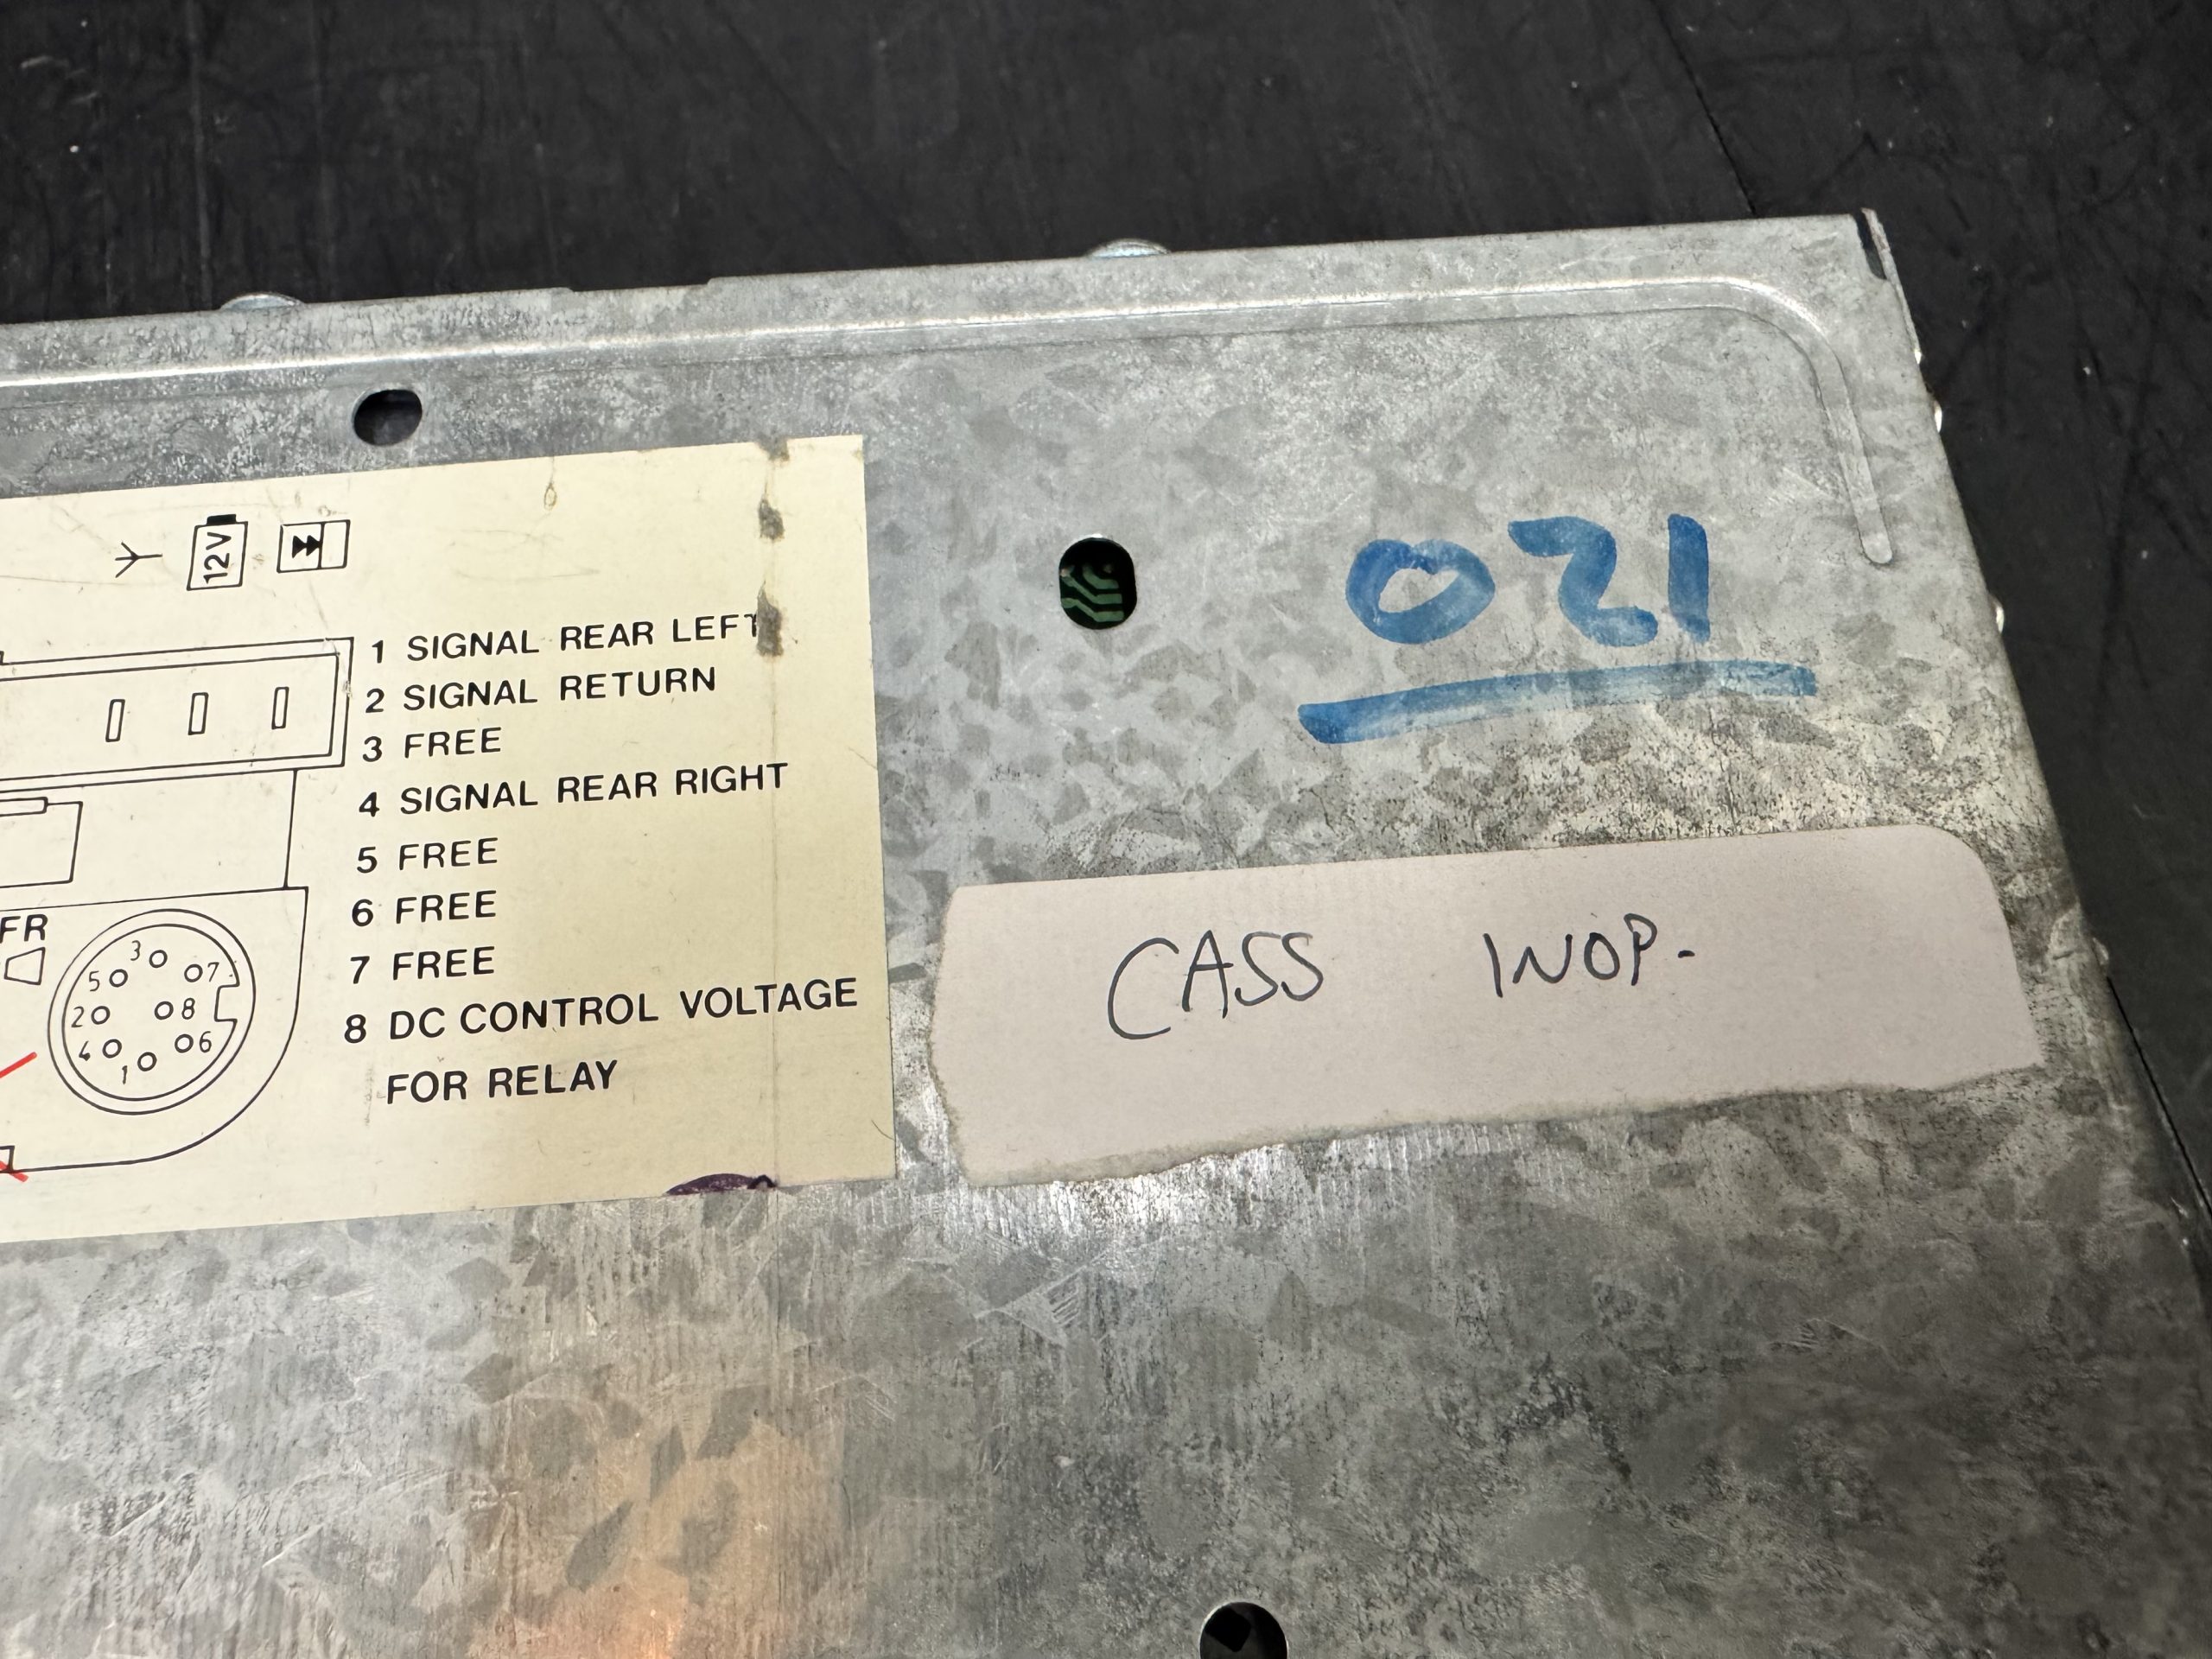 12V
1 SIGNAL REAR LEFT
2 SIGNAL RETURN
3 FREE
4 SIGNAL REAR RIGHT
5 FREE
6 FREE
7 FREE
8 DC CONTROL VOLTAGE
FOR RELAY
FR
3
5 7
2 8
4 6
1
021
CASS INOP-